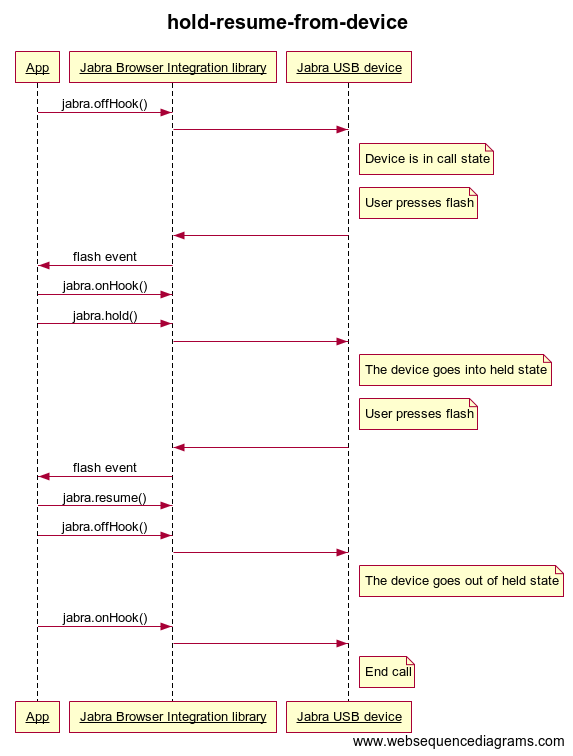 hold-resume-from-device
App
Jabra Browser Integration library
Jabra USB device
jabra.offHook()
Device is in call state
User presses flash
flash event
jabra.onHook()
jabra.hold()
The device goes into held state
User presses flash
flash event
jabra.resume()
jabra.offHook()
The device goes out of held state
jabra.onHook()
End call
App
Jabra Browser Integration library
Jabra USB device
www.websequencediagrams.com